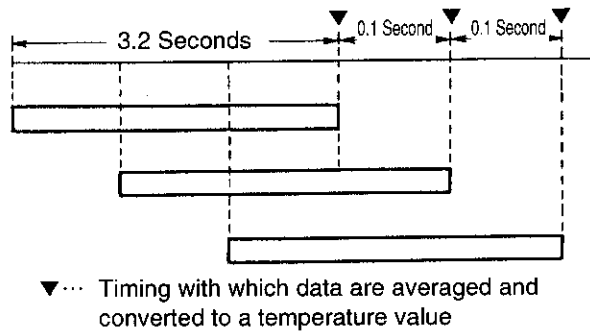 3.2 Seconds
0.1 Second
0.1 Second
▼··· Timing with which data are averaged and
converted to a temperature value